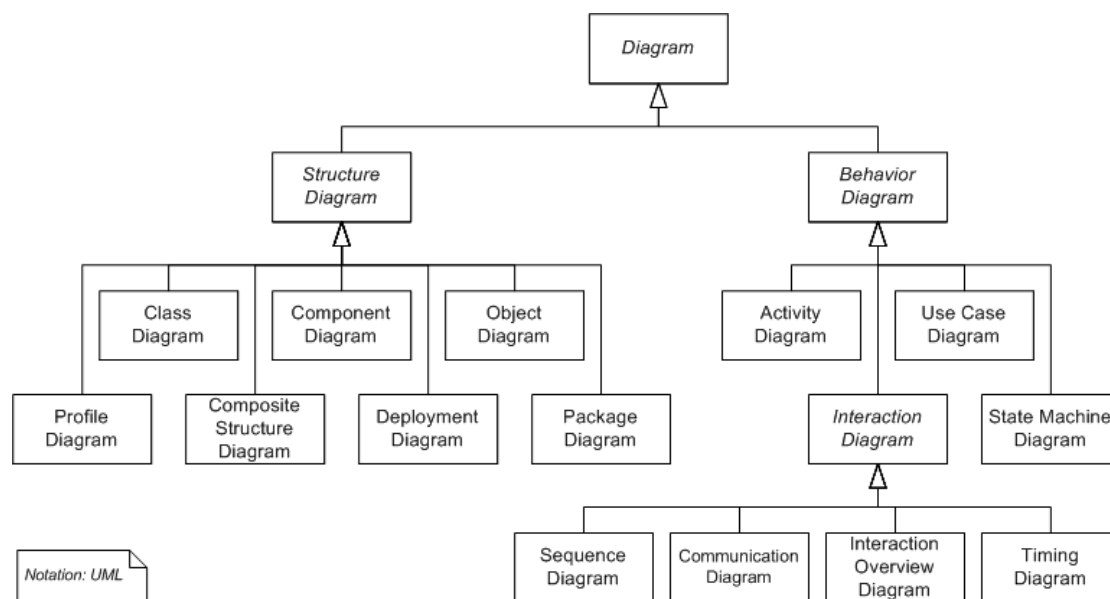 Diagram
Structure
Diagram
Behavior
Diagram
Class
Diagram
Component
Diagram
Object
Diagram
Activity
Diagram
Use Case
Diagram
Profile
Diagram
Composite
Structure
Diagram
Deployment
Diagram
Package
Diagram
Interaction
Diagram
State Machine
Diagram
Sequence
Diagram
Communication
Diagram
Interaction
Overview
Diagram
Timing
Diagram
Notation: UML